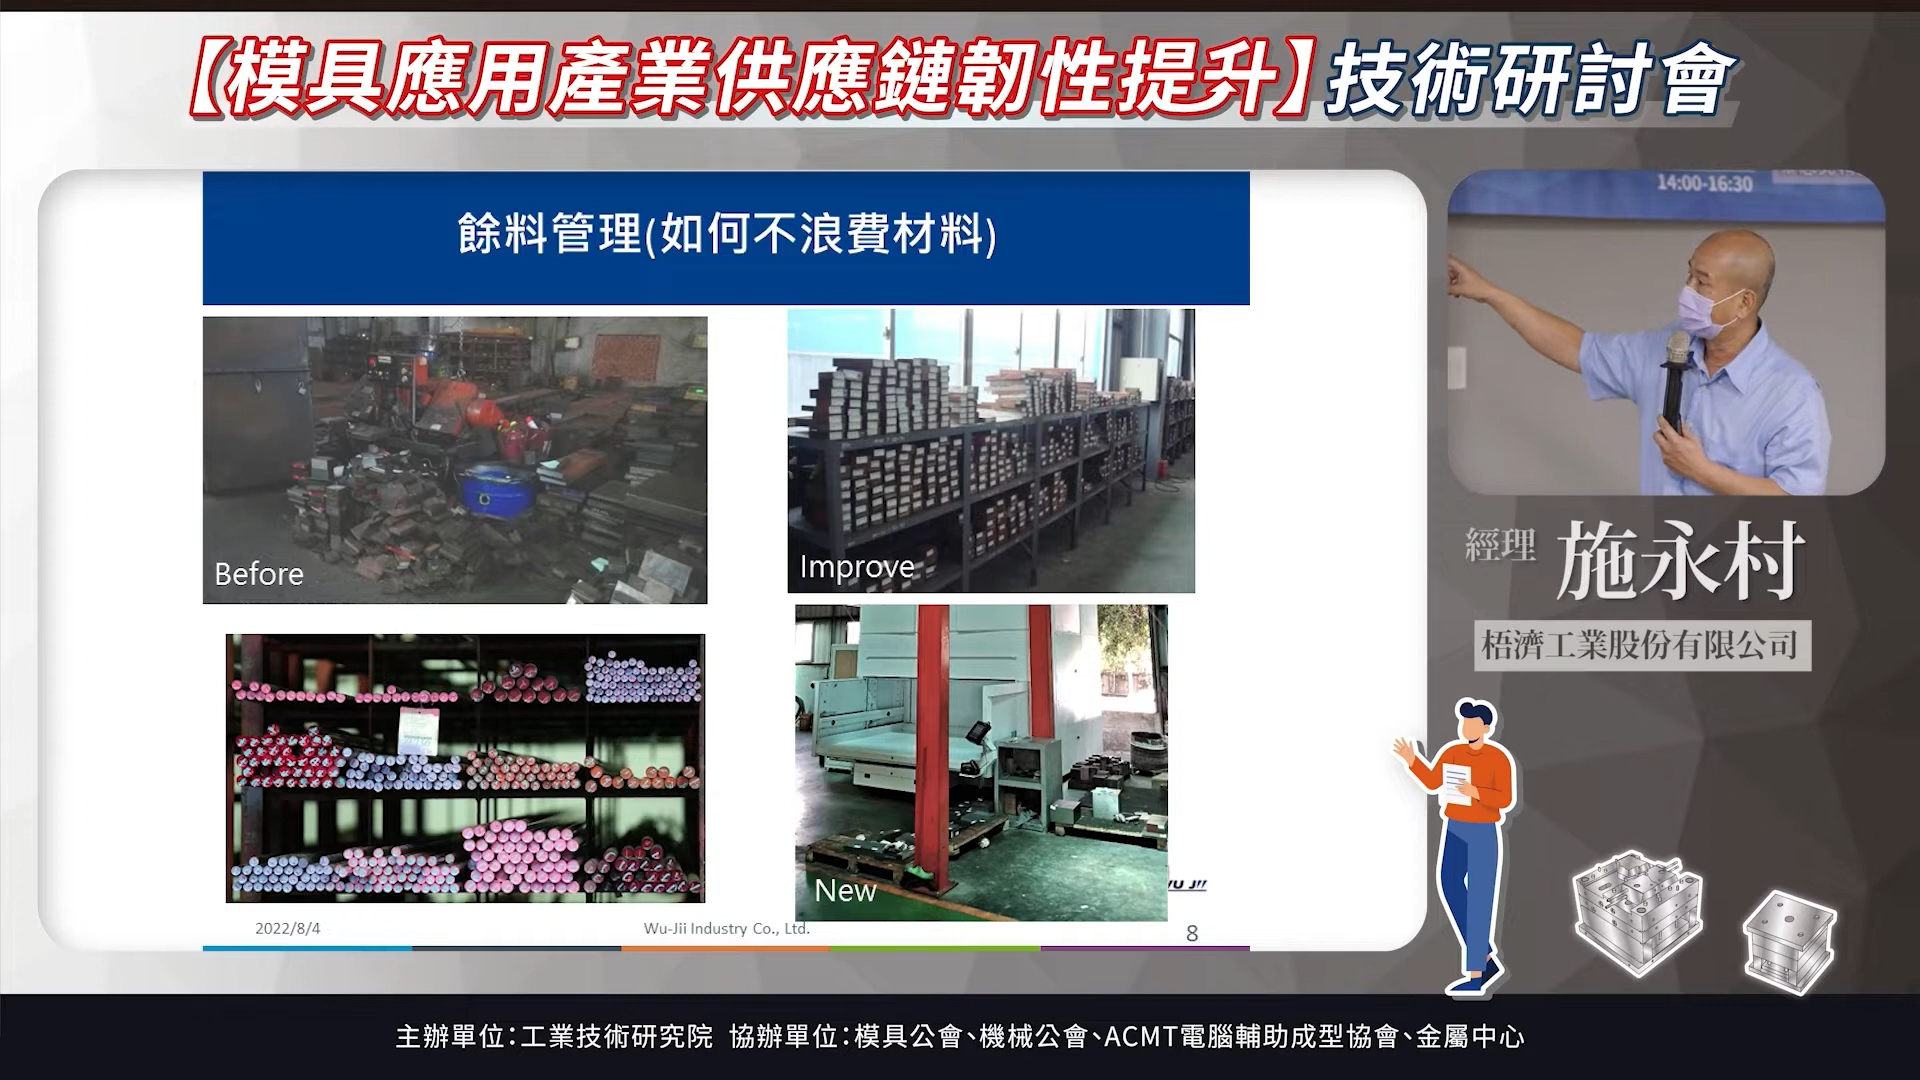 【模具應用產業供應鏈韌性提升】技術研討會
餘料管理(如何不浪費材料)
Before
Improve
New
2022/8/4
Wu-Jii Industry Co., Ltd.
8
14:00-16:30
經理 施永村
梧濟工業股份有限公司
主辦單位：工業技術研究院 協辦單位：模具公會、機械公會、ACMT電腦輔助成型協會、金屬中心